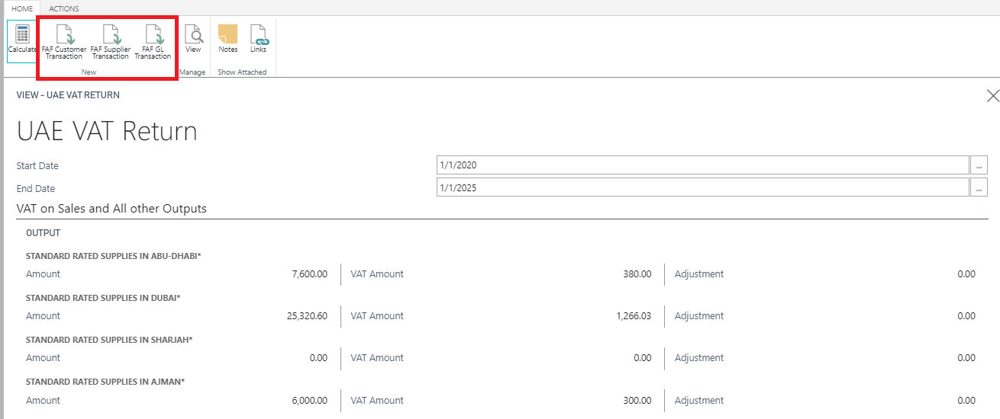 HOME ACTIONS
Calculate FAF Customer Transaction FAF Supplier Transaction FAF GL Transaction View Notes Links
New Manage Show Attached
VIEW - UAE VAT RETURN
UAE VAT Return
Start Date 1/1/2020 ...
End Date 1/1/2025 ...
VAT on Sales and All other Outputs
OUTPUT
STANDARD RATED SUPPLIES IN ABU-DHABI*
Amount 7,600.00 VAT Amount 380.00 Adjustment 0.00
STANDARD RATED SUPPLIES IN DUBAI*
Amount 25,320.60 VAT Amount 1,266.03 Adjustment 0.00
STANDARD RATED SUPPLIES IN SHARJAH*
Amount 0.00 VAT Amount 0.00 Adjustment 0.00
STANDARD RATED SUPPLIES IN AJMAN*
Amount 6,000.00 VAT Amount 300.00 Adjustment 0.00